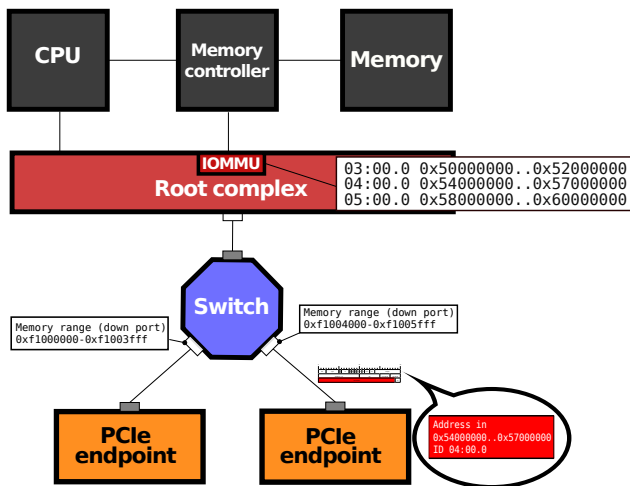 CPU
Memory
controller
Memory
IOMMU
Root complex
03:00.0 0x50000000..0x52000000
04:00.0 0x54000000..0x57000000
05:00.0 0x58000000..0x60000000
Switch
Memory range (down port)
0xf1000000-0xf1003fff
Memory range (down port)
0xf1004000-0xf1005fff
PCIe
endpoint
PCIe
endpoint
Address in
0x54000000..0x57000000
ID 04:00.0